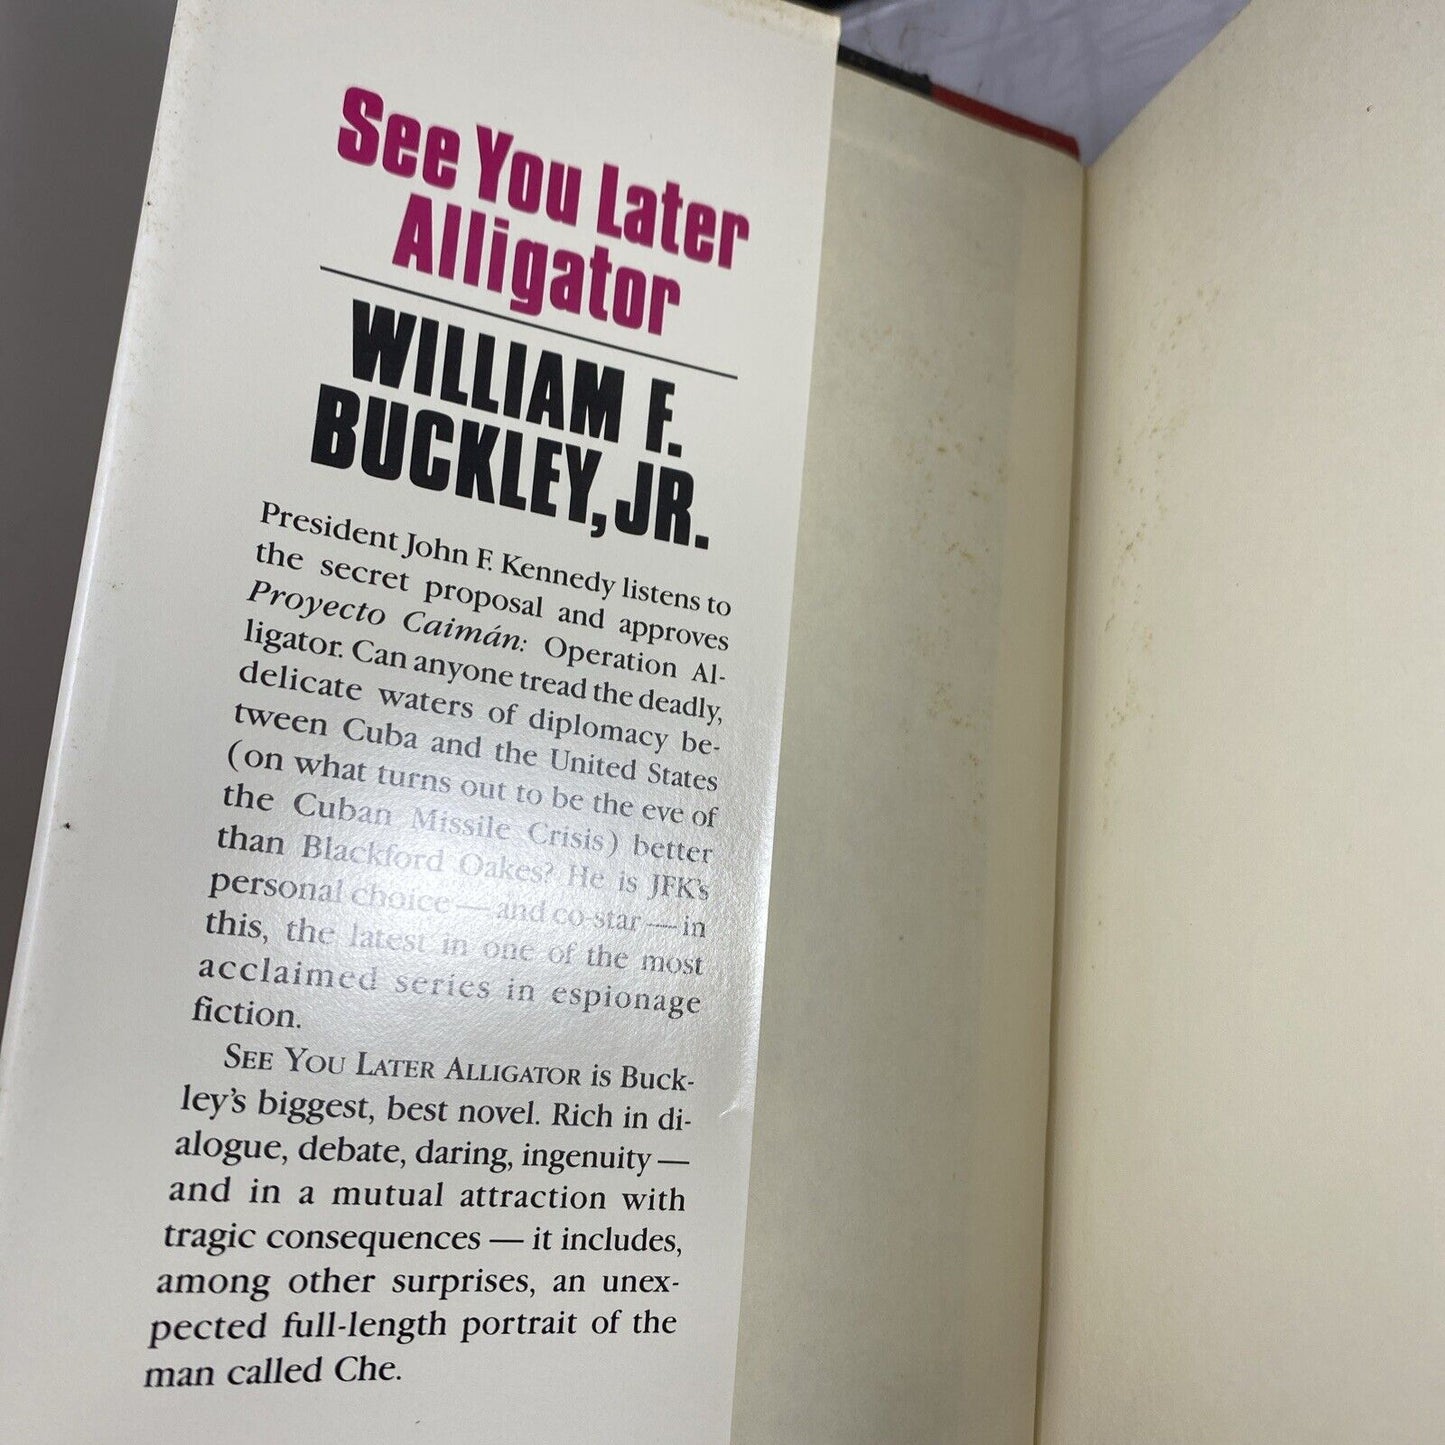 See You Later
Alligator
WILLIAM F.
BUCKLEY, JR.
President John F. Kennedy listens to
the secret proposal and approves
Proyecto Caimán: Operation Al-
ligator. Can anyone tread the deadly,
delicate waters of diplomacy be-
tween Cuba and the United States
(on what turns out to be the eve of
the Cuban Missile Crisis) better
than Blackford Oakes? He is JFK's
personal choice — and co-star — in
this, the latest in one of the most
acclaimed series in espionage
fiction.
SEE YOU LATER ALLIGATOR is Buck-
ley's biggest, best novel. Rich in di-
alogue, debate, daring, ingenuity —
and in a mutual attraction with
tragic consequences — it includes,
among other surprises, an unex-
pected full-length portrait of the
man called Che.